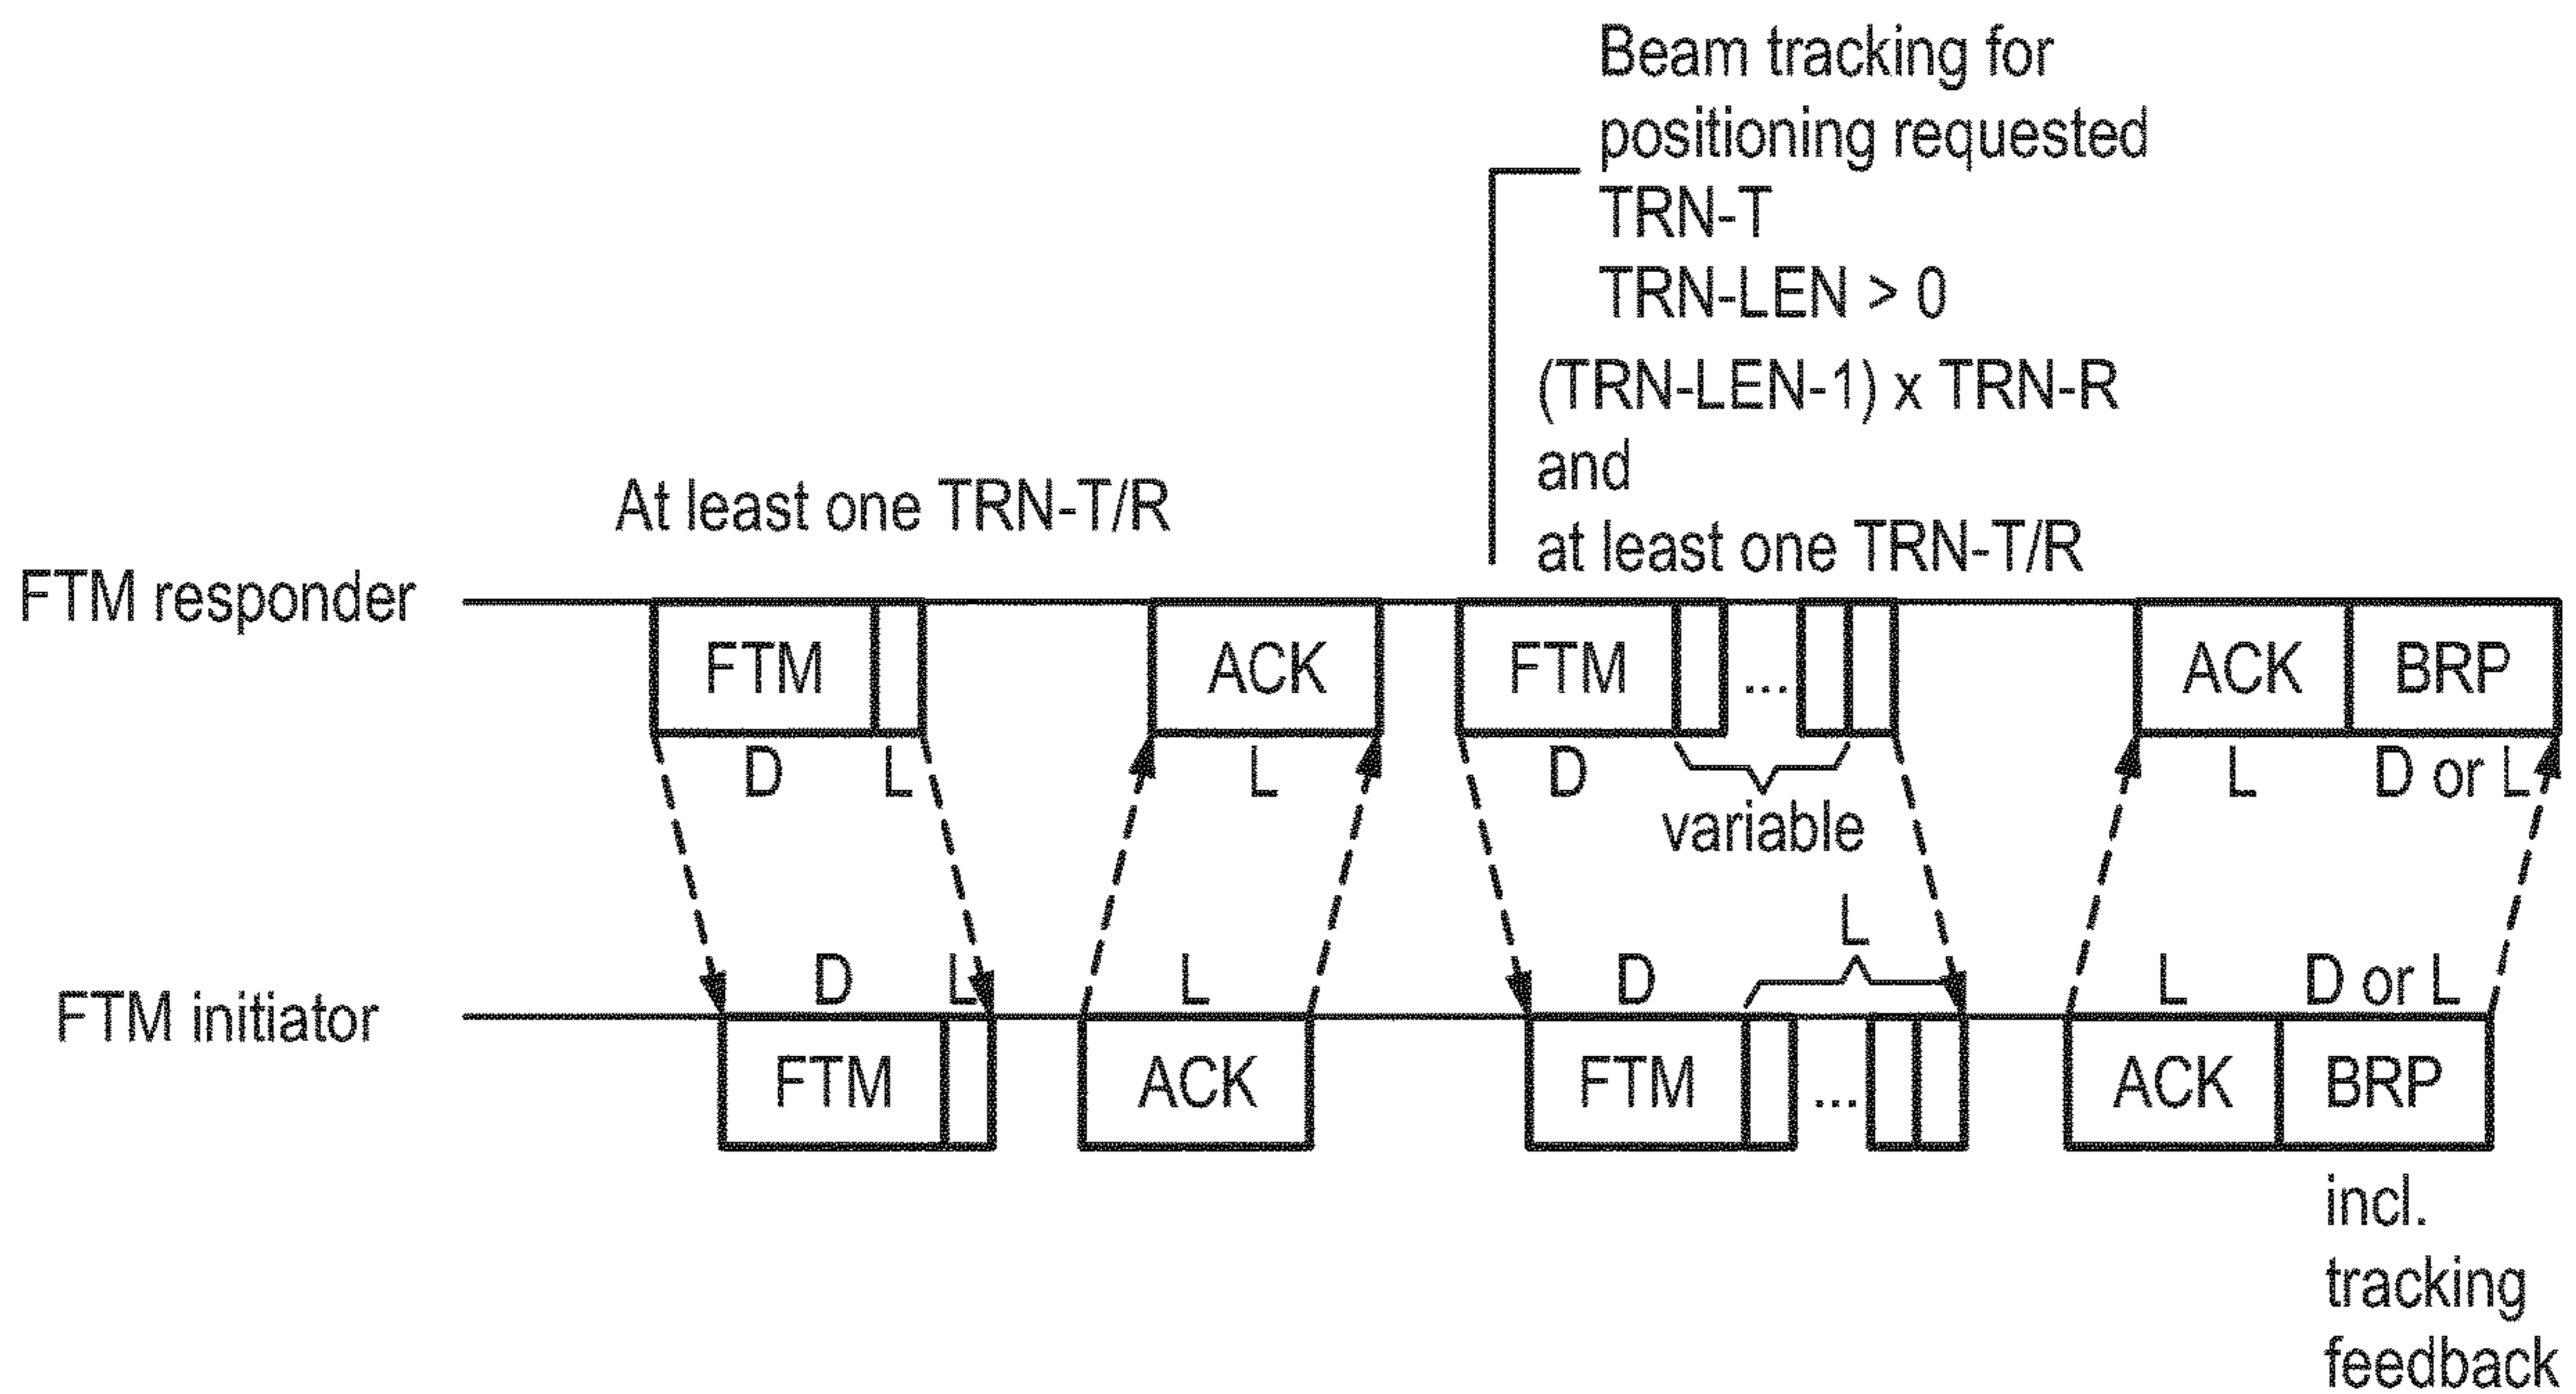 Beam tracking for
positioning requested
TRN-T
TRN-LEN > 0
(TRN-LEN-1) x TRN-R
and
at least one TRN-T/R
At least one TRN-T/R
FTM responder
FTM
ACK
FTM
...
ACK
BRP
D
L
L
D
variable
L
D or L
FTM initiator
D
L
L
D
L
L
D or L
FTM
ACK
FTM
...
ACK
BRP
incl.
tracking
feedback